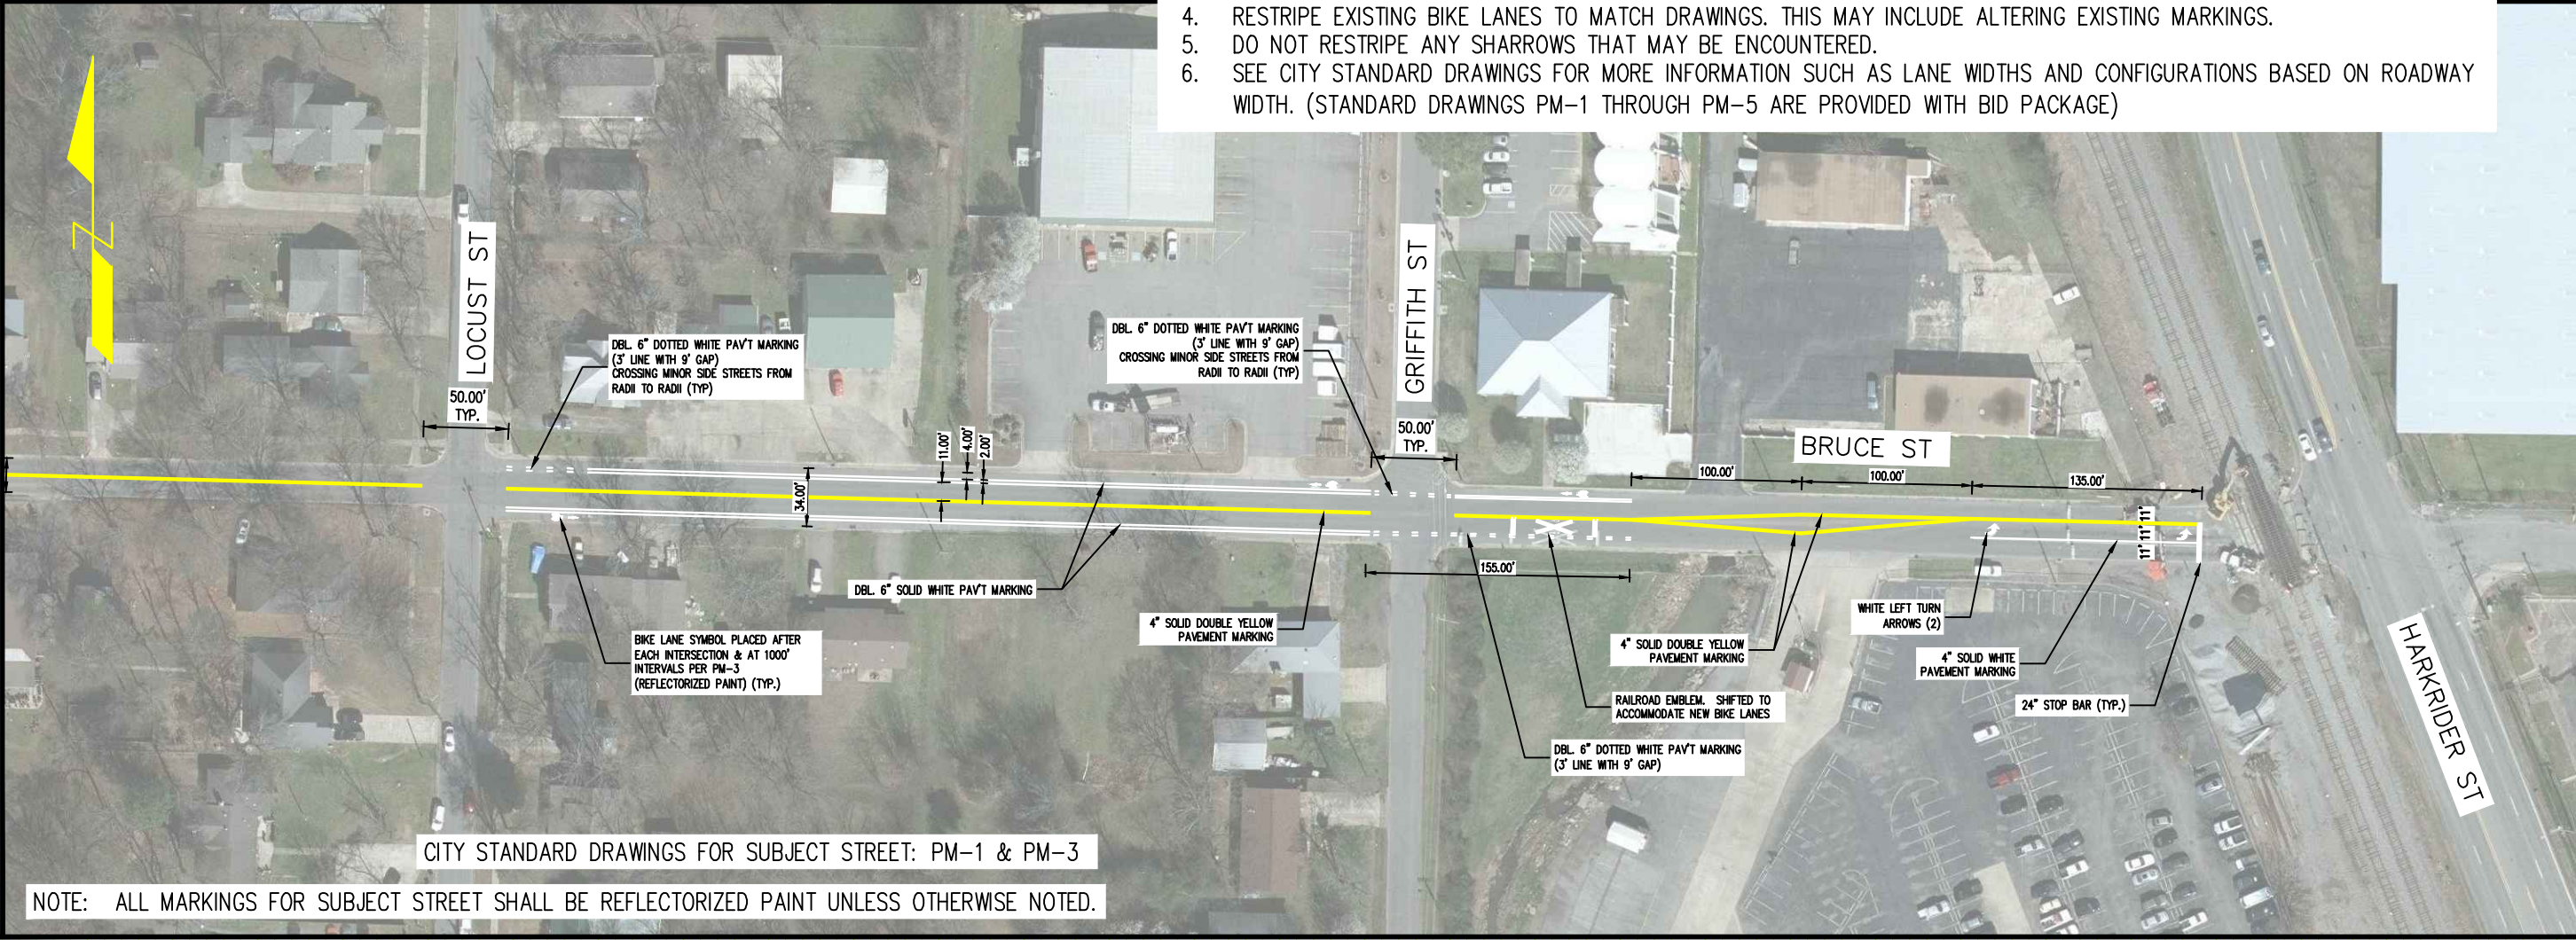 4. RESTRIPE EXISTING BIKE LANES TO MATCH DRAWINGS. THIS MAY INCLUDE ALTERING EXISTING MARKINGS.
5. DO NOT RESTRIPE ANY SHARROWS THAT MAY BE ENCOUNTERED.
6. SEE CITY STANDARD DRAWINGS FOR MORE INFORMATION SUCH AS LANE WIDTHS AND CONFIGURATIONS BASED ON ROADWAY
WIDTH. (STANDARD DRAWINGS PM-1 THROUGH PM-5 ARE PROVIDED WITH BID PACKAGE)
N
LOCUST ST
50.00'
TYP.
DBL. 6" DOTTED WHITE PAV'T MARKING
(3' LINE WITH 9' GAP)
CROSSING MINOR SIDE STREETS FROM
RADII TO RADII (TYP)
34.00'
11.00'
4.00'
2.00'
DBL. 6" DOTTED WHITE PAV'T MARKING
(3' LINE WITH 9' GAP)
CROSSING MINOR SIDE STREETS FROM
RADII TO RADII (TYP)
GRIFFITH ST
50.00'
TYP.
BRUCE ST
100.00'
100.00'
135.00'
11' 11' 11'
155.00'
DBL. 6" SOLID WHITE PAV'T MARKING
BIKE LANE SYMBOL PLACED AFTER
EACH INTERSECTION & AT 1000'
INTERVALS PER PM-3
(REFLECTORIZED PAINT) (TYP.)
4" SOLID DOUBLE YELLOW
PAVEMENT MARKING
4" SOLID DOUBLE YELLOW
PAVEMENT MARKING
WHITE LEFT TURN
ARROWS (2)
4" SOLID WHITE
PAVEMENT MARKING
24" STOP BAR (TYP.)
RAILROAD EMBLEM. SHIFTED TO
ACCOMMODATE NEW BIKE LANES
DBL. 6" DOTTED WHITE PAV'T MARKING
(3' LINE WITH 9' GAP)
HARKRIDER ST
CITY STANDARD DRAWINGS FOR SUBJECT STREET: PM-1 & PM-3
NOTE: ALL MARKINGS FOR SUBJECT STREET SHALL BE REFLECTORIZED PAINT UNLESS OTHERWISE NOTED.